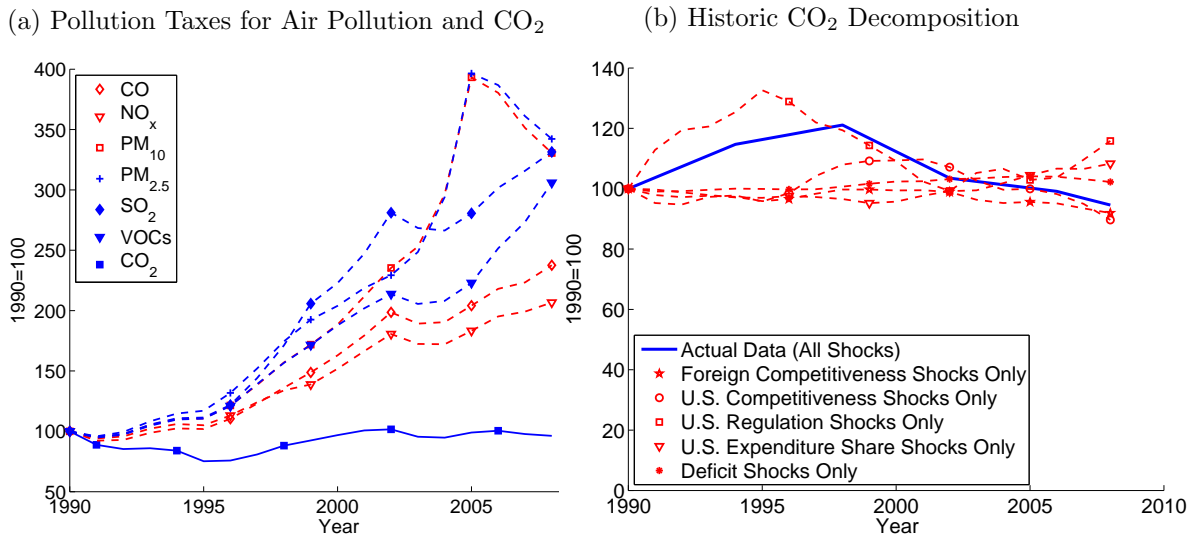 (a) Pollution Taxes for Air Pollution and CO2
400
350
300
250
200
150
100
50
1990=100
CO
NOx
PM10
PM2.5
SO2
VOCs
CO2
1990 1995 2000 2005
Year
(b) Historic CO2 Decomposition
140
120
100
80
60
40
20
0
1990=100
Actual Data (All Shocks)
Foreign Competitiveness Shocks Only
U.S. Competitiveness Shocks Only
U.S. Regulation Shocks Only
U.S. Expenditure Share Shocks Only
Deficit Shocks Only
1990 1995 2000 2005 2010
Year